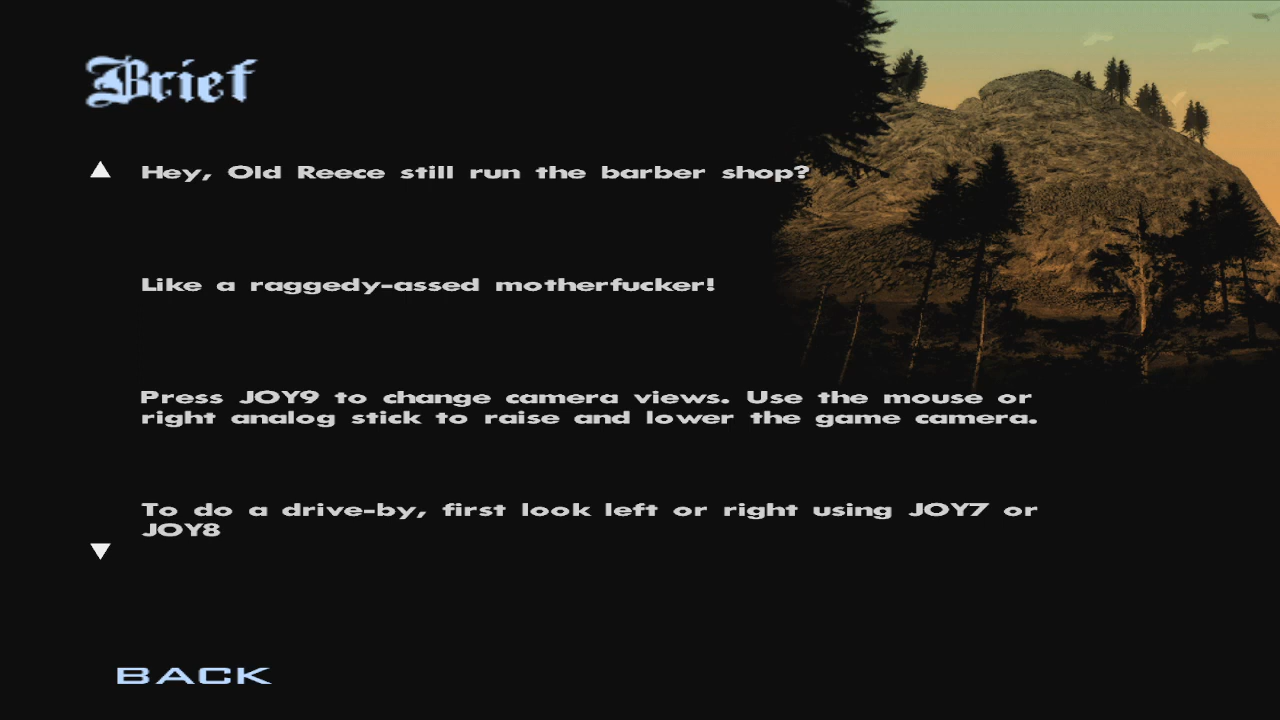 Brief
Hey, Old Reece still run the barber shop?
Like a raggedy-assed motherfucker!
Press JOY9 to change camera views. Use the mouse or
right analog stick to raise and lower the game camera.
To do a drive-by, first look left or right using JOY7 or
JOY8
BACK